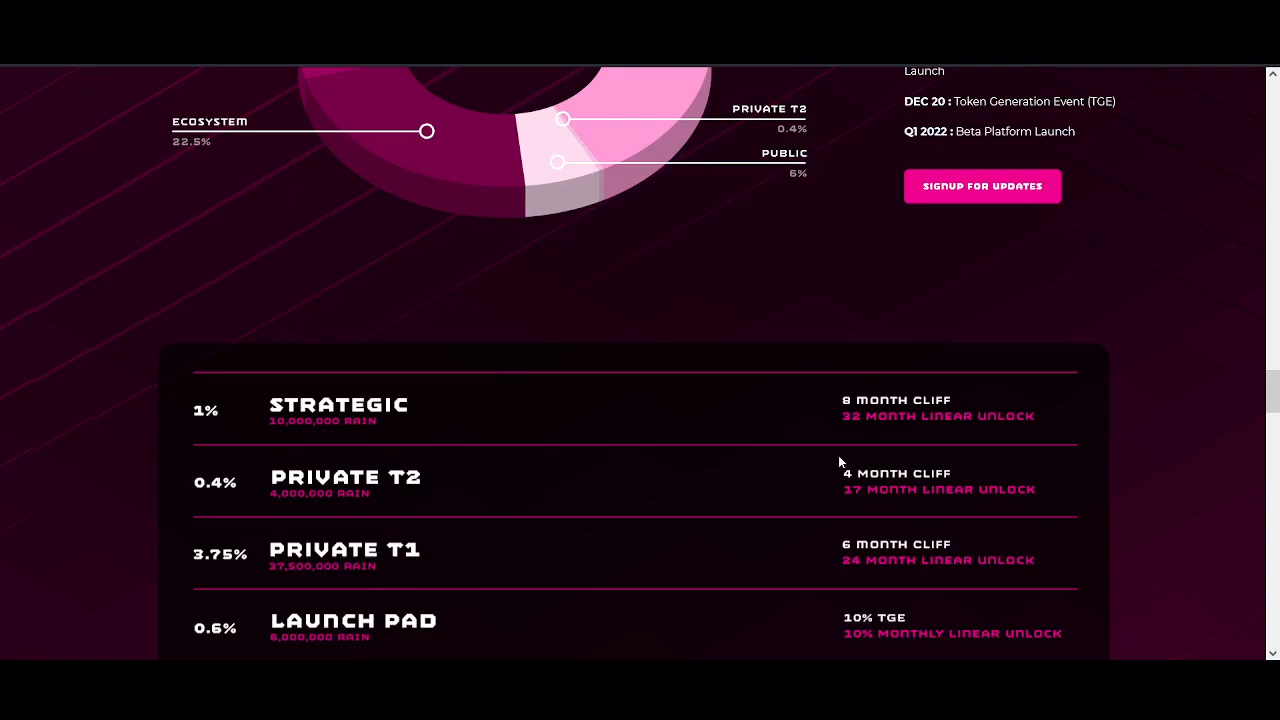 Launch
DEC 20 : Token Generation Event (TGE)
Q1 2022 : Beta Platform Launch
SIGNUP FOR UPDATES
ECOSYSTEM
22.5%
PRIVATE T2
0.4%
PUBLIC
6%
1%
STRATEGIC
10,000,000 RAIN
8 MONTH CLIFF
32 MONTH LINEAR UNLOCK
0.4%
PRIVATE T2
4,000,000 RAIN
4 MONTH CLIFF
17 MONTH LINEAR UNLOCK
3.75%
PRIVATE T1
37,500,000 RAIN
6 MONTH CLIFF
24 MONTH LINEAR UNLOCK
0.6%
LAUNCH PAD
6,000,000 RAIN
10% TGE
10% MONTHLY LINEAR UNLOCK